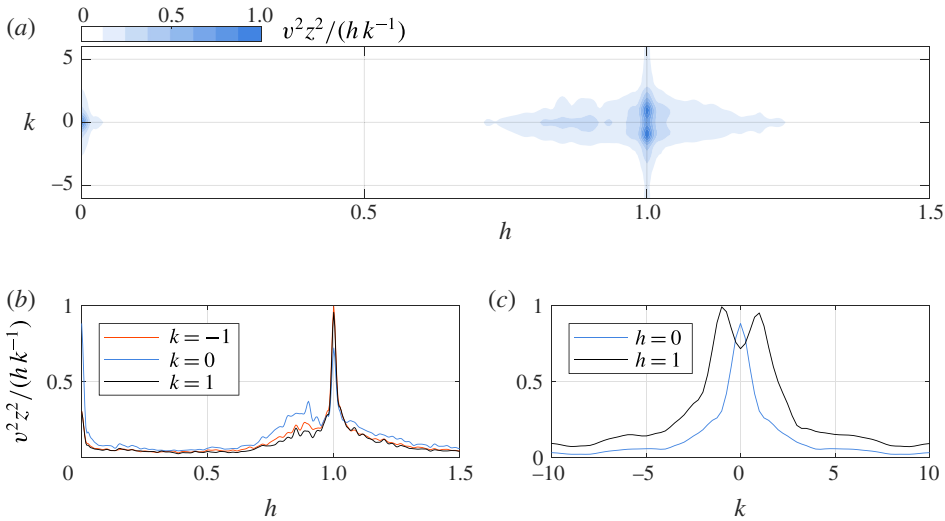 0 0.5 1.0
(a) v²z²/(h k⁻¹)
5
k 0
−5
0 0.5 1.0 1.5
h
(b) (c)
1 1
v²z²/(h k⁻¹) 0.5 0.5
k = −1
k = 0
k = 1
h = 0
h = 1
0 0.5 1.0 1.5
h
0
−10 −5 0 5 10
k